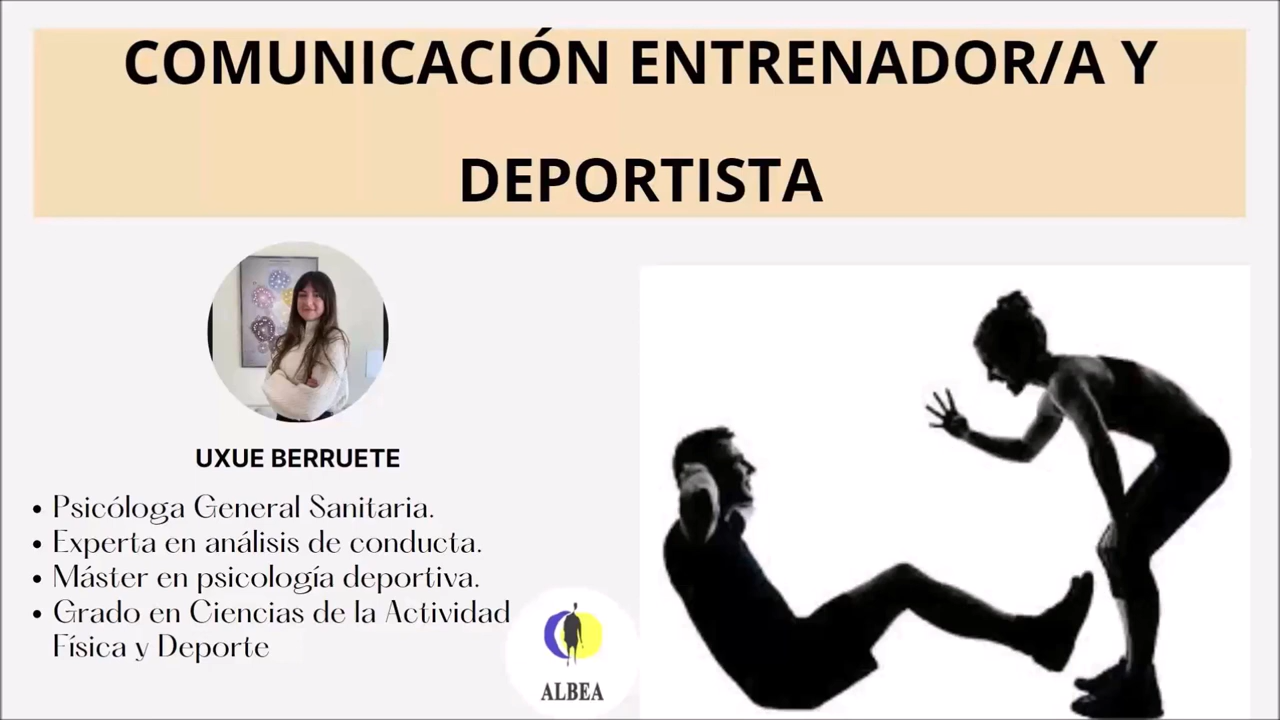 COMUNICACIÓN ENTRENADOR/A Y
DEPORTISTA
UXUE BERRUETE
• Psicóloga General Sanitaria.
• Experta en análisis de conducta.
• Máster en psicología deportiva.
• Grado en Ciencias de la Actividad
Física y Deporte
ALBEA